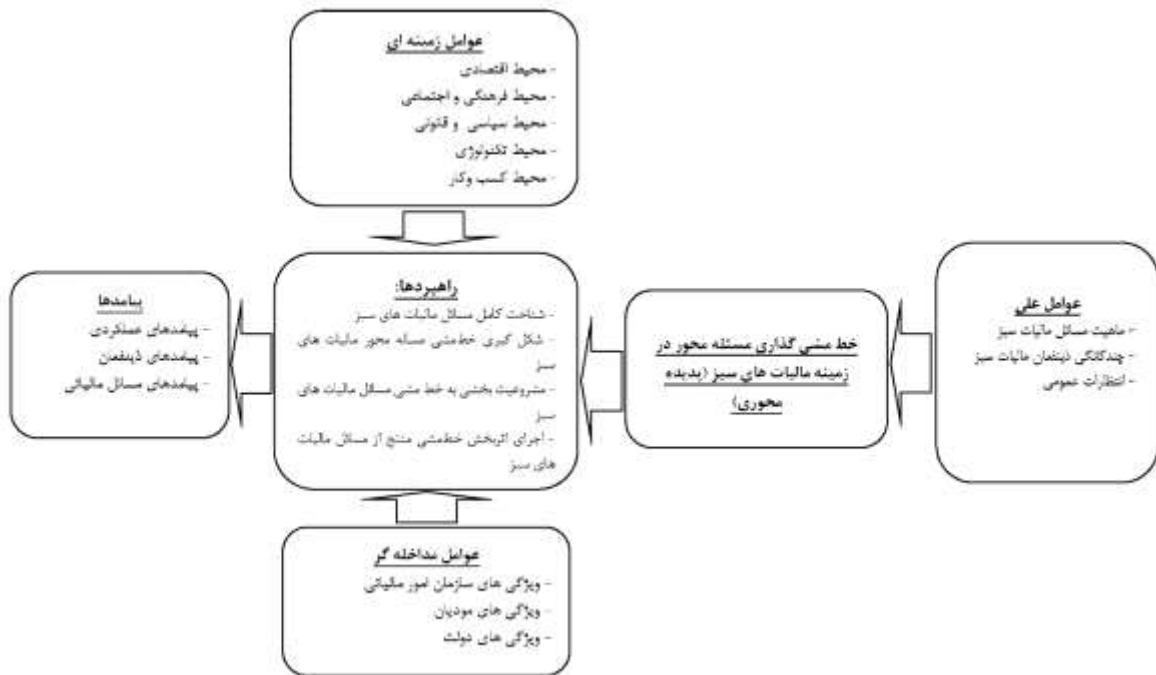 عوامل زمینه ای
- محیط اقتصادی
- محیط فرهنگی و اجتماعی
- محیط سیاسی و قانونی
- محیط تکنولوژی
- محیط کسب وکار
عوامل علی
- ماهیت مسائل مالیات سبز
- چندگانگی ذینفعان مالیات سبز
- انتظارات عمومی
خط مشی گذاری مسئله محور در
زمینه مالیات های سبز (پدیده
محوری)
راهبردها:
- شناخت کامل مسائل مالیات های سبز
- شکل گیری خط‌مشی مساله محور مالیات های
سبز
- مشروعیت بخشی به خط مشی مسائل مالیات های
سبز
- اجرای اثربخش خط‌مشی منتج از مسائل مالیات
های سبز
پیامدها
- پیامدهای عملکردی
- پیامدهای ذینفعان
- پیامدهای مسائل مالیاتی
عوامل مداخله گر
- ویژگی های سازمان امور مالیاتی
- ویژگی های مودیان
- ویژگی های دولت